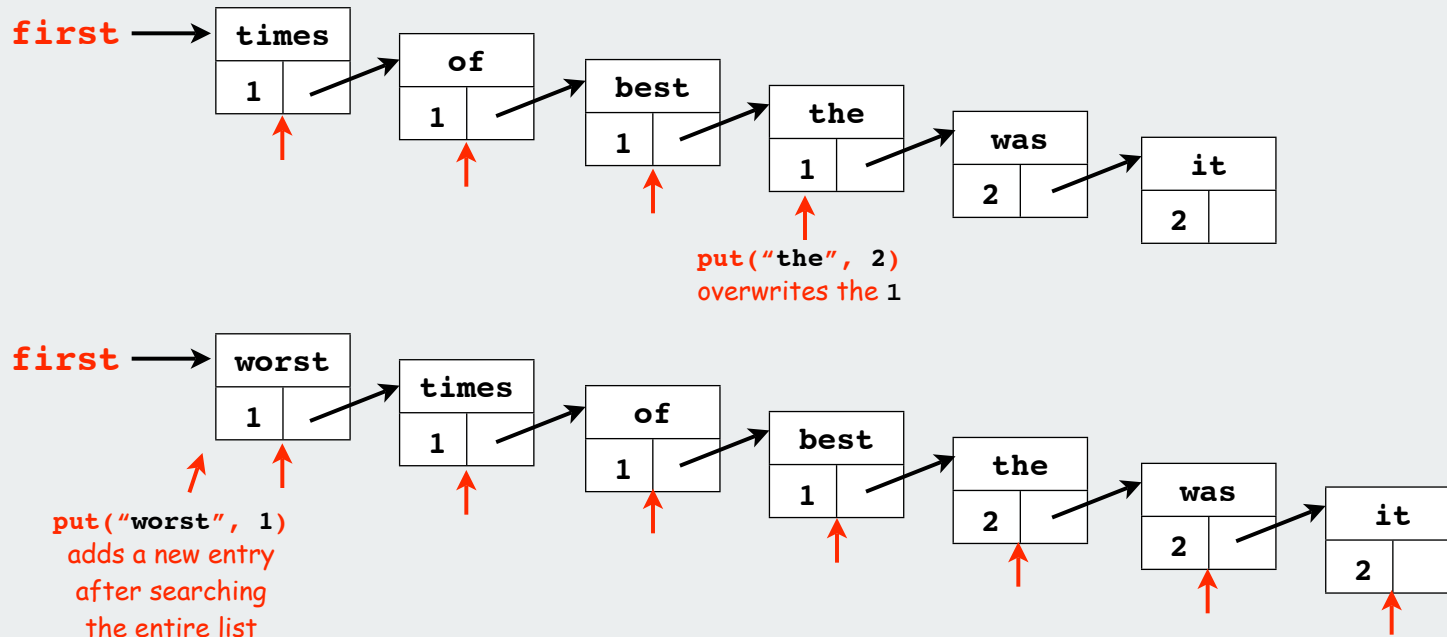 first
times
1
of
1
best
1
the
1
was
2
it
2
put(“the”, 2)
overwrites the 1
first
worst
1
times
1
of
1
best
1
the
2
was
2
it
2
put(“worst”, 1)
adds a new entry
after searching
the entire list